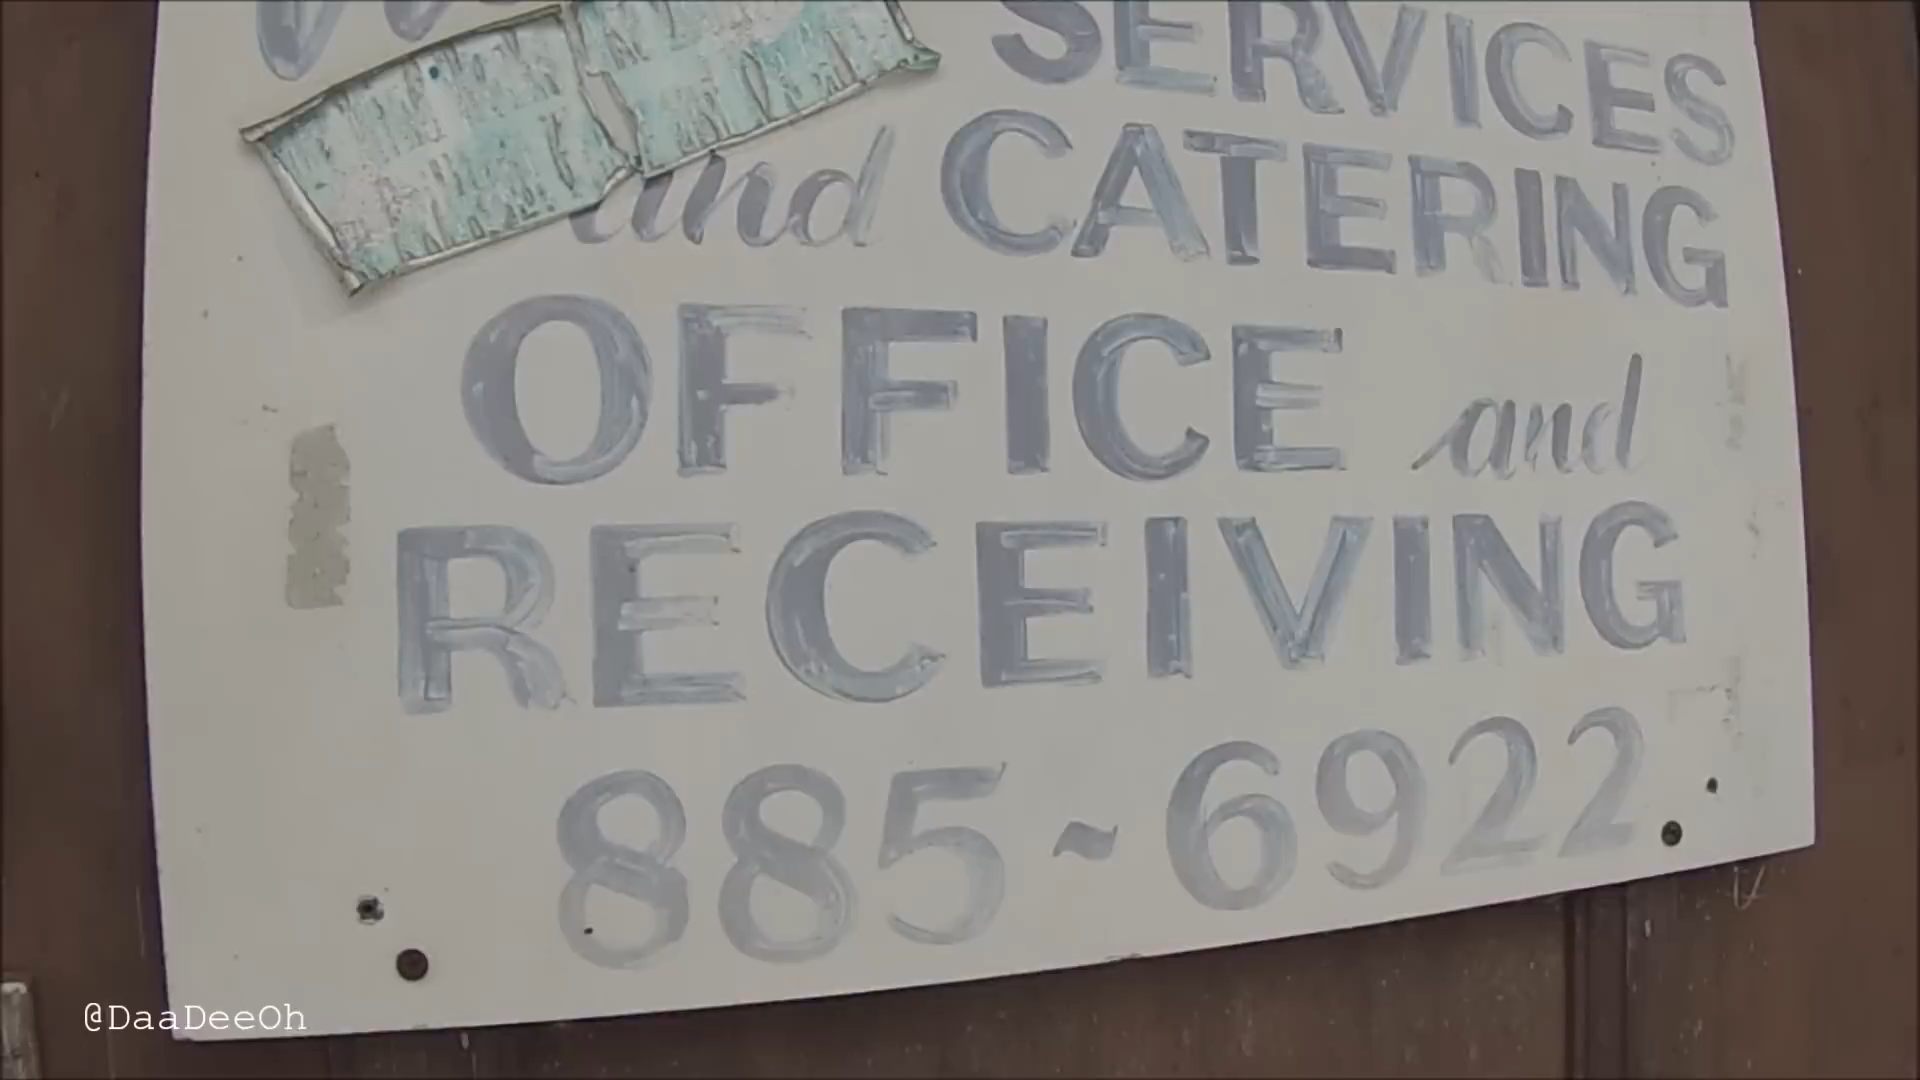 SERVICES
and CATERING
OFFICE and
RECEIVING
885~6922
@DaaDeeOh